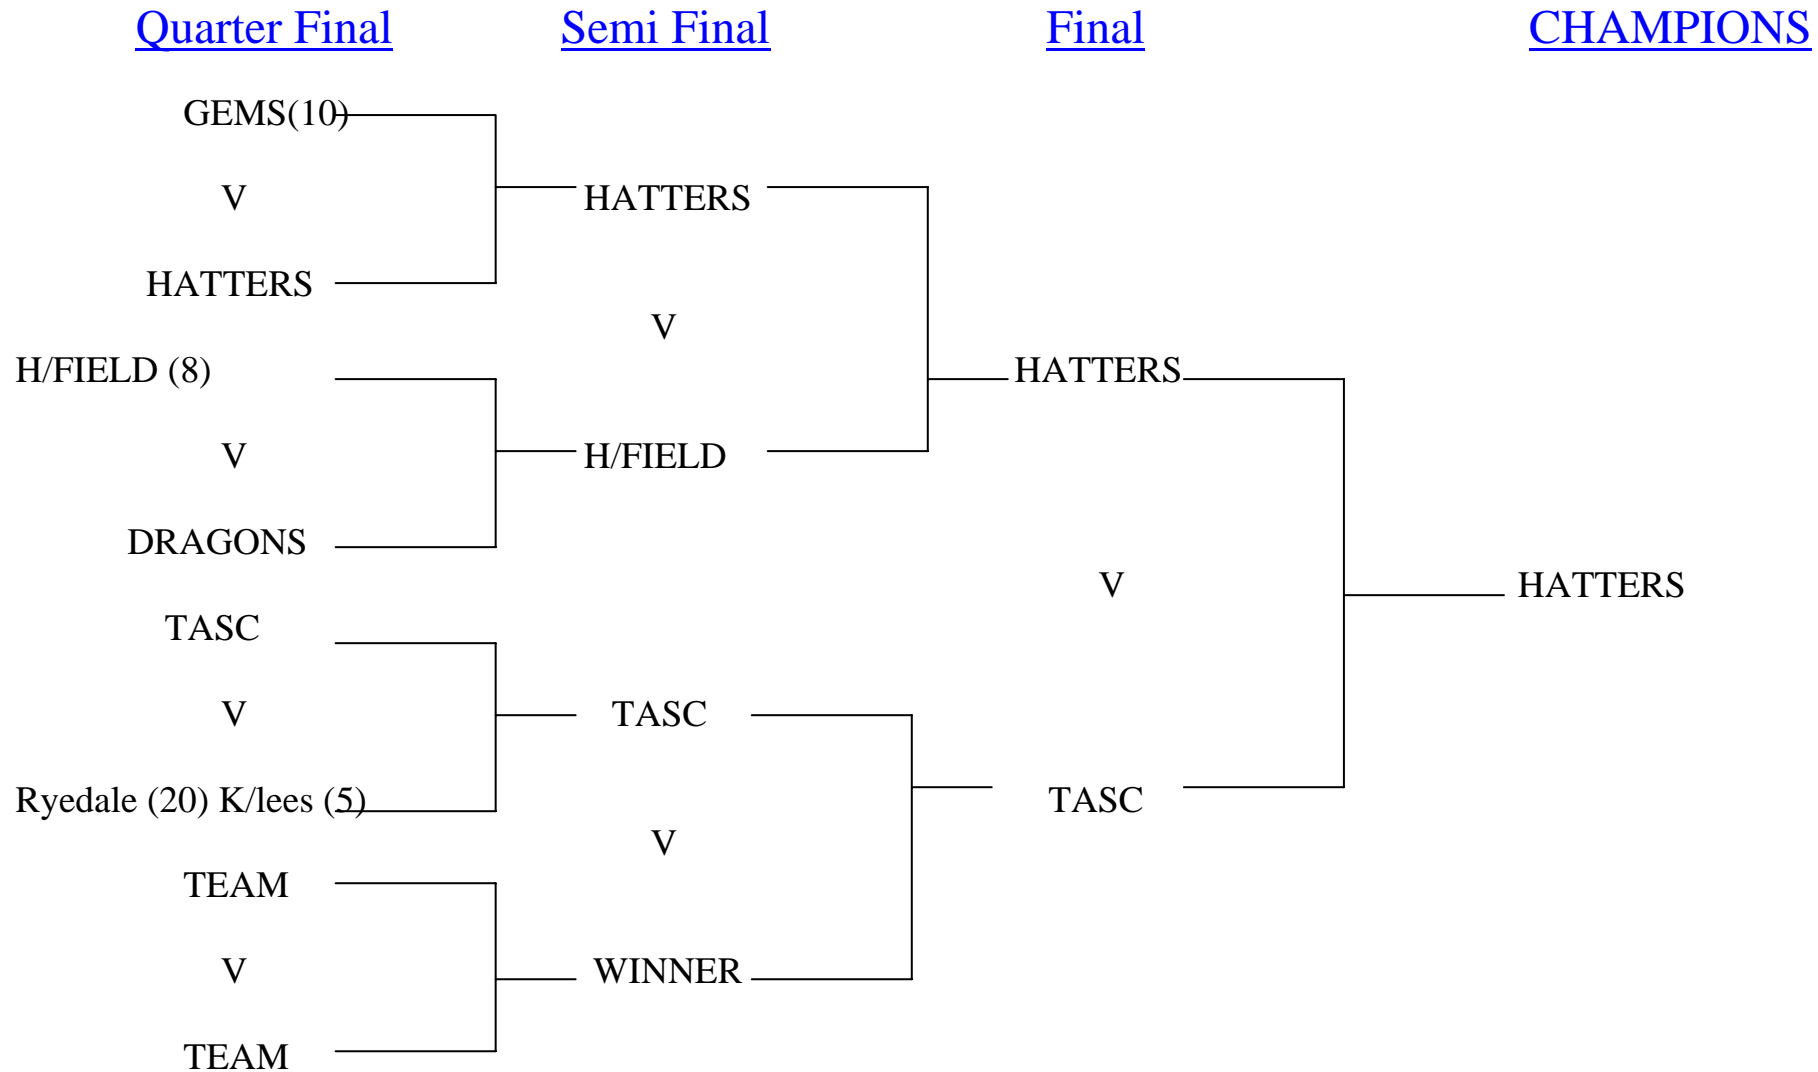 Quarter Final Semi Final Final CHAMPIONS
GEMS(10)
V
HATTERS
HATTERS
V
H/FIELD (8)
HATTERS
V
H/FIELD
DRAGONS
V
HATTERS
TASC
V
TASC
Ryedale (20) K/lees (5)
TASC
V
TEAM
V
WINNER
TEAM